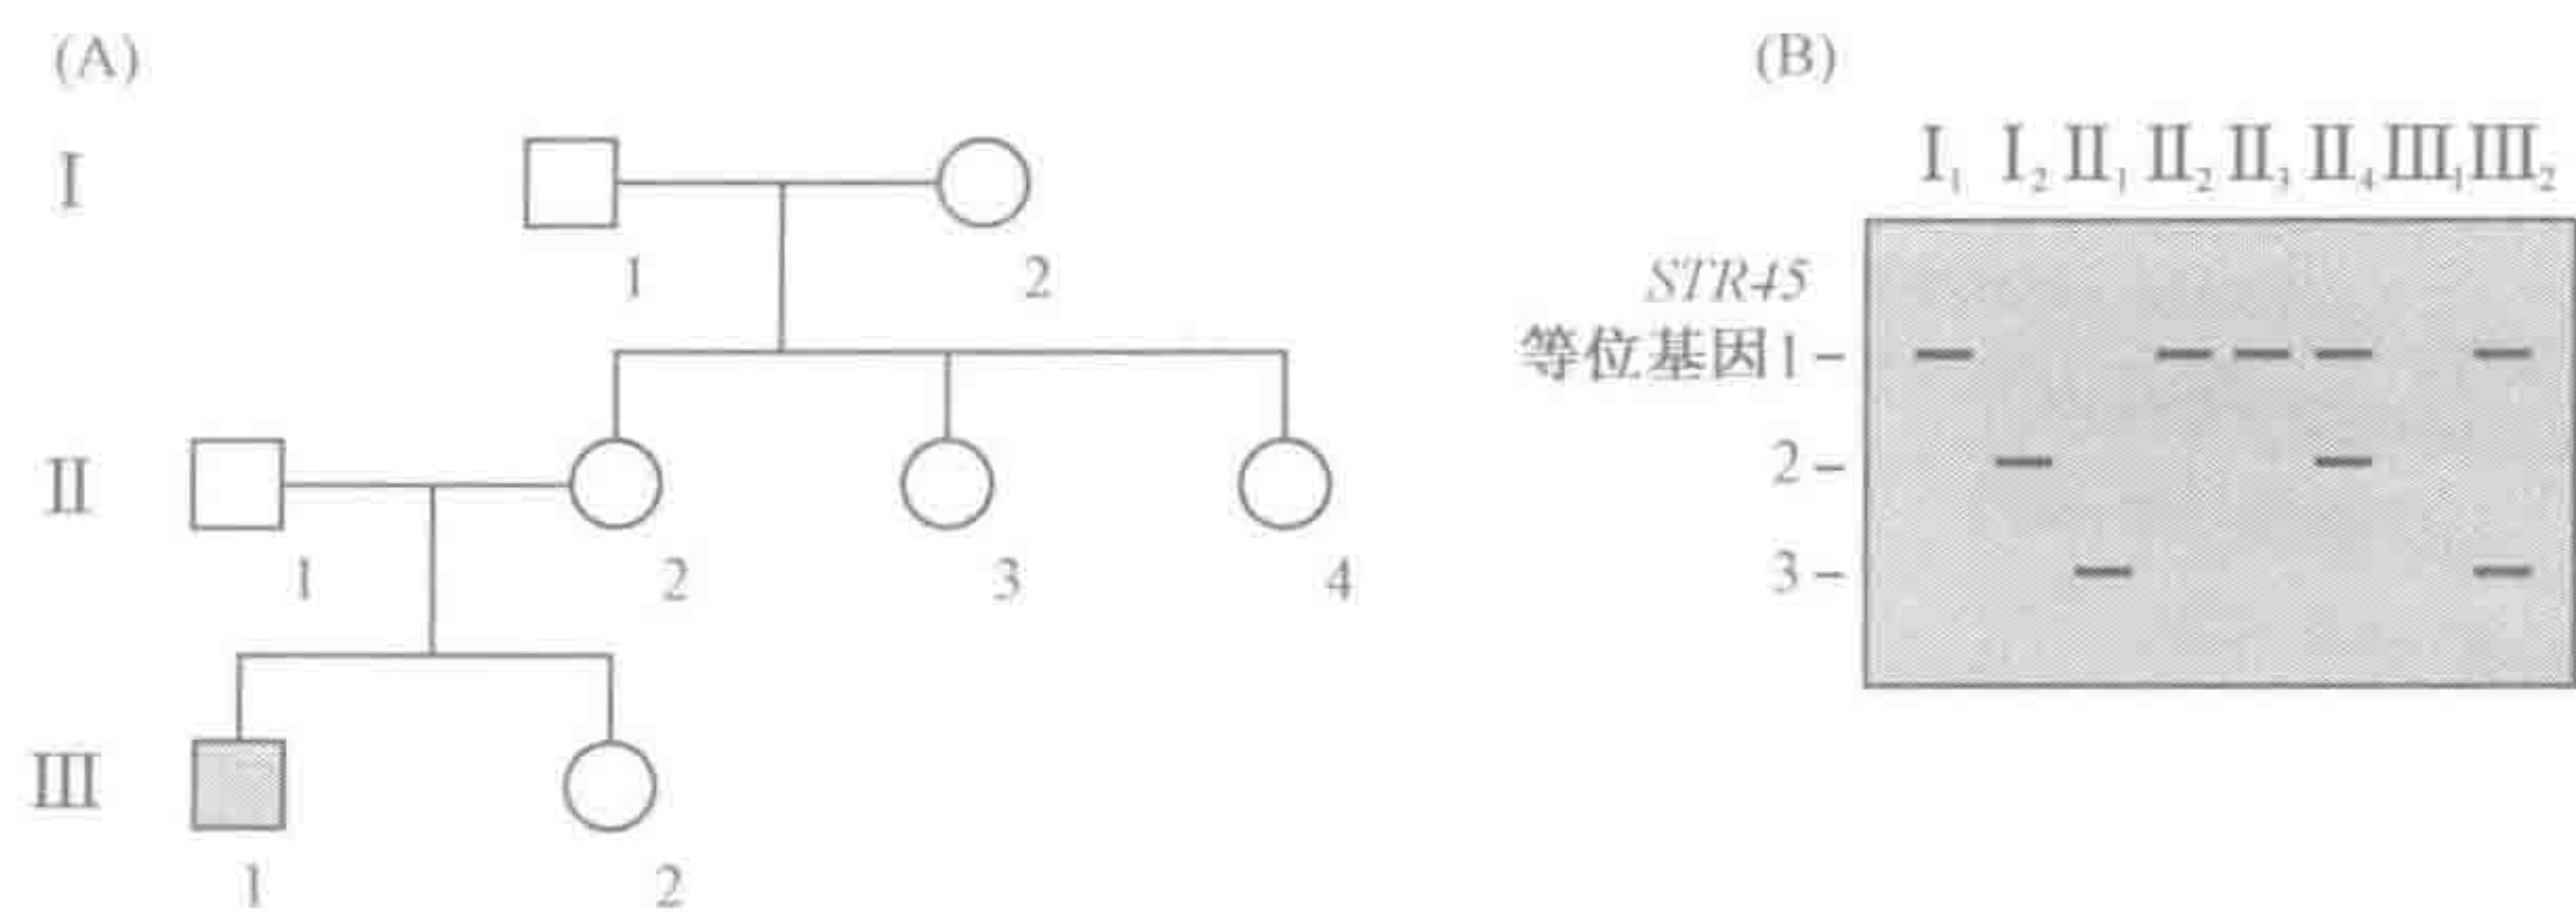 (A)
I
1 2
II
1 2 3 4
III
1 2
(B)
I₁ I₂ II₁ II₂ II₃ II₄ III₁ III₂
STR45
等位基因1
2
3